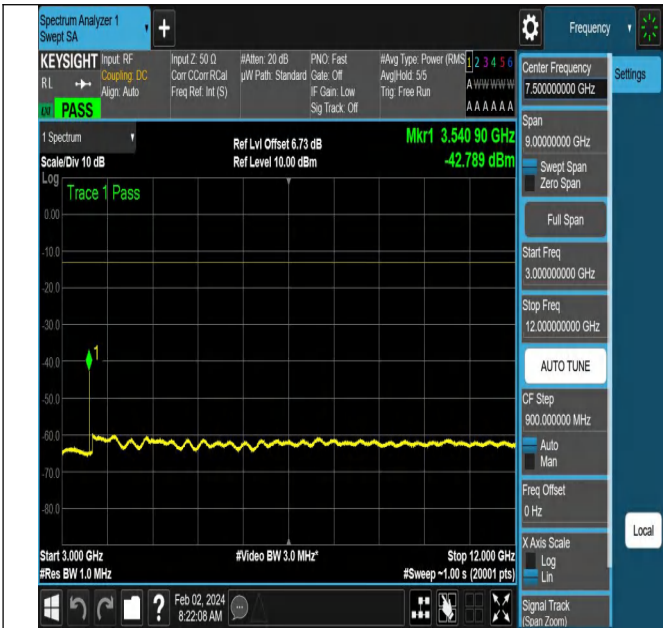 Spectrum Analyzer 1
Swept SA
+
Frequency
KEYSIGHT
RL
PASS
Input: RF
Coupling: DC
Align: Auto
Input Z: 50 Ω
Corr CCorr RCal
Freq Ref: Int (S)
#Atten: 20 dB
µW Path: Standard
PNO: Fast
Gate: Off
IF Gain: Low
Sig Track: Off
#Avg Type: Power (RMS
Avg|Hold: 5/5
Trig: Free Run
1 2 3 4 5 6
A W W W W W
A A A A A A
1 Spectrum
Scale/Div 10 dB
Ref Lvl Offset 6.73 dB
Ref Level 10.00 dBm
Mkr1 3.540 90 GHz
-42.789 dBm
Log
Trace 1 Pass
0.00
-10.0
-20.0
-30.0
-40.0
-50.0
-60.0
-70.0
-80.0
1
Start 3.000 GHz
#Res BW 1.0 MHz
#Video BW 3.0 MHz*
Stop 12.000 GHz
#Sweep ~1.00 s (20001 pts)
?
Feb 02, 2024
8:22:08 AM
Center Frequency
7.50000000 GHz
Settings
Span
9.00000000 GHz
Swept Span
Zero Span
Full Span
Start Freq
3.000000000 GHz
Stop Freq
12.000000000 GHz
AUTO TUNE
CF Step
900.000000 MHz
Auto
Man
Freq Offset
0 Hz
X Axis Scale
Log
Lin
Signal Track
(Span Zoom)
Local